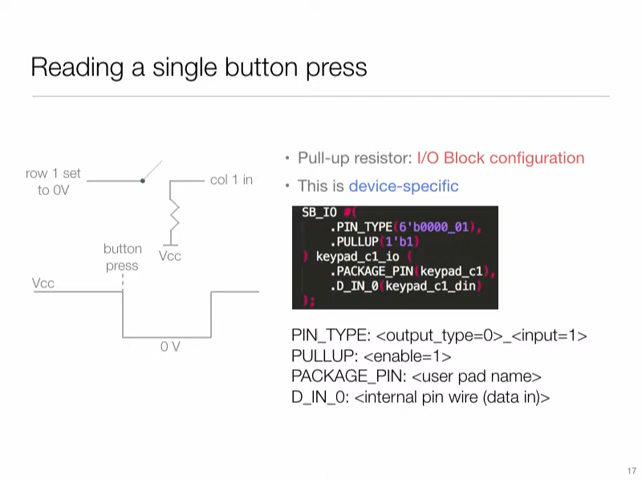 Reading a single button press
row 1 set
to 0V
col 1 in
Vcc
button
press
Vcc
0 V
• Pull-up resistor: I/O Block configuration
• This is device-specific
SB_IO #(
.PIN_TYPE(6'b0000_01),
.PULLUP(1'b1)
) keypad_c1_io (
.PACKAGE_PIN(keypad_c1),
.D_IN_0(keypad_c1_din)
);
PIN_TYPE: <output_type=0>_<input=1>
PULLUP: <enable=1>
PACKAGE_PIN: <user pad name>
D_IN_0: <internal pin wire (data in)>
17